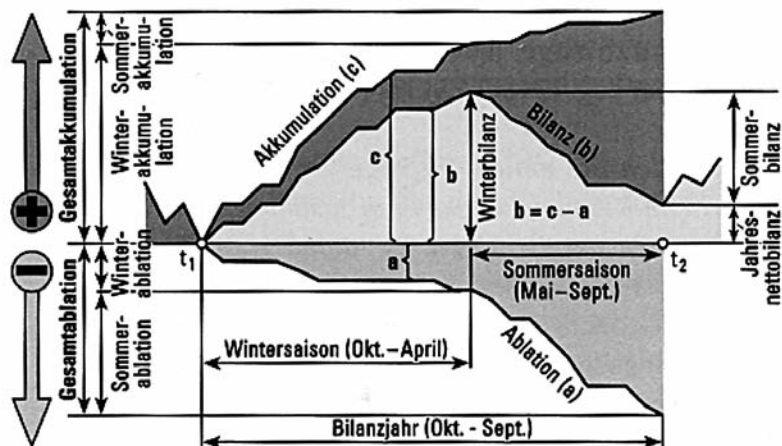 Gesamtakkumulation
Sommer-
akkumu-
lation
Winter-
akkumu-
lation
+
−
Gesamtablation
Winter-
ablation
Sommer-
ablation
Akkumulation (c)
c
b
Winterbilanz
Bilanz (b)
b = c – a
t1
t2
a
Sommersaison
(Mai–Sept.)
Wintersaison (Okt.–April)
Ablation (a)
Bilanzjahr (Okt. - Sept.)
Sommer-
bilanz
Jahres-
nettobilanz